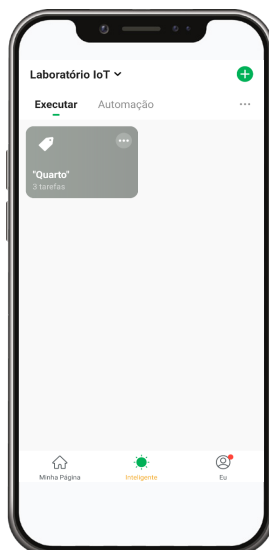 Laboratório IoT
Executar Automação
"Quarto"
3 tarefas
Minha Página Inteligente Eu